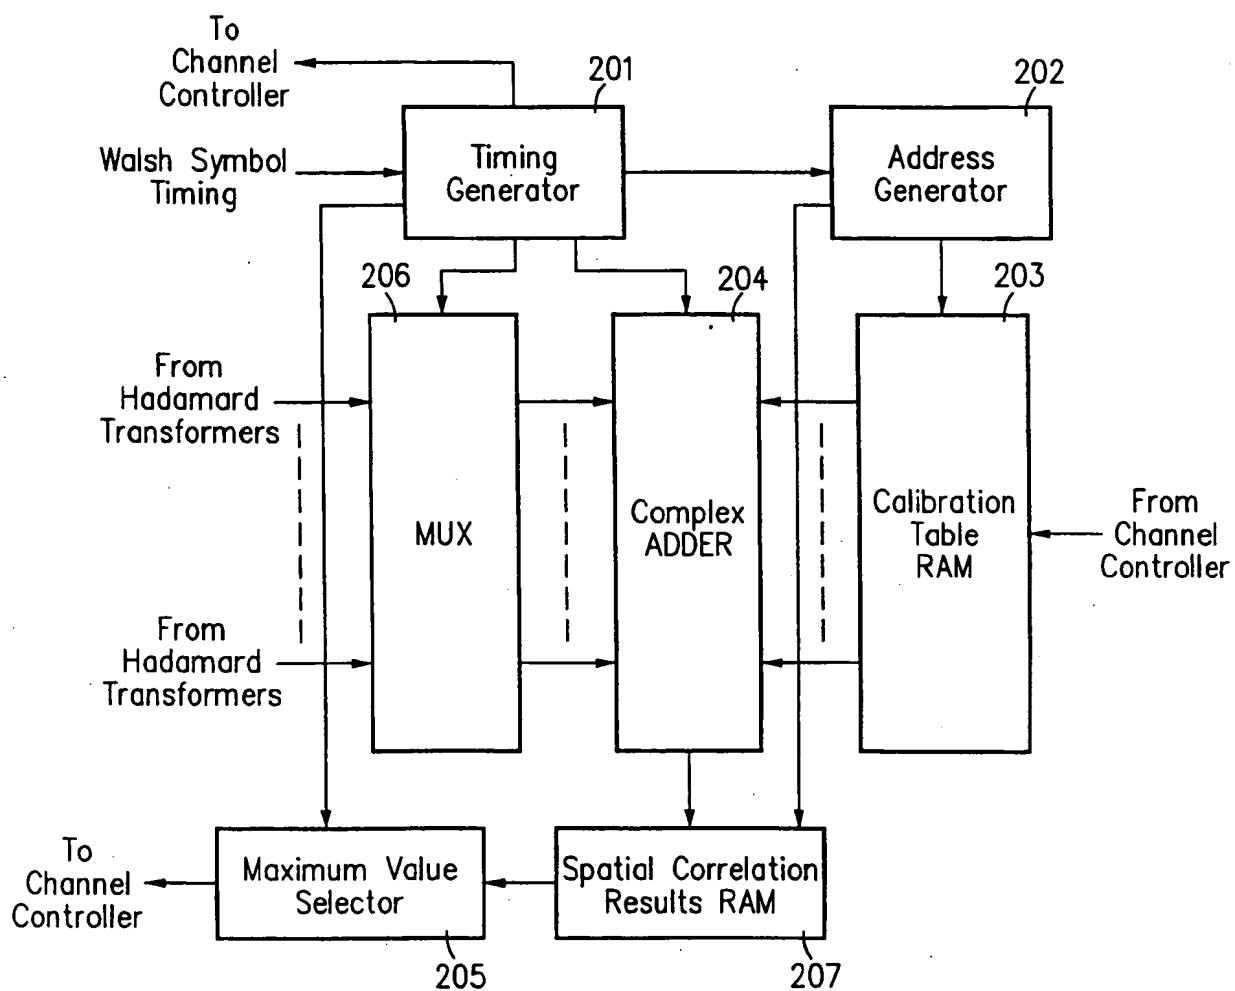 To
Channel
Controller
201
202
Walsh Symbol
Timing
Timing
Generator
Address
Generator
206
204
203
From
Hadamard
Transformers
MUX
Complex
ADDER
Calibration
Table
RAM
From
Channel
Controller
From
Hadamard
Transformers
To
Channel
Controller
Maximum Value
Selector
Spatial Correlation
Results RAM
205
207